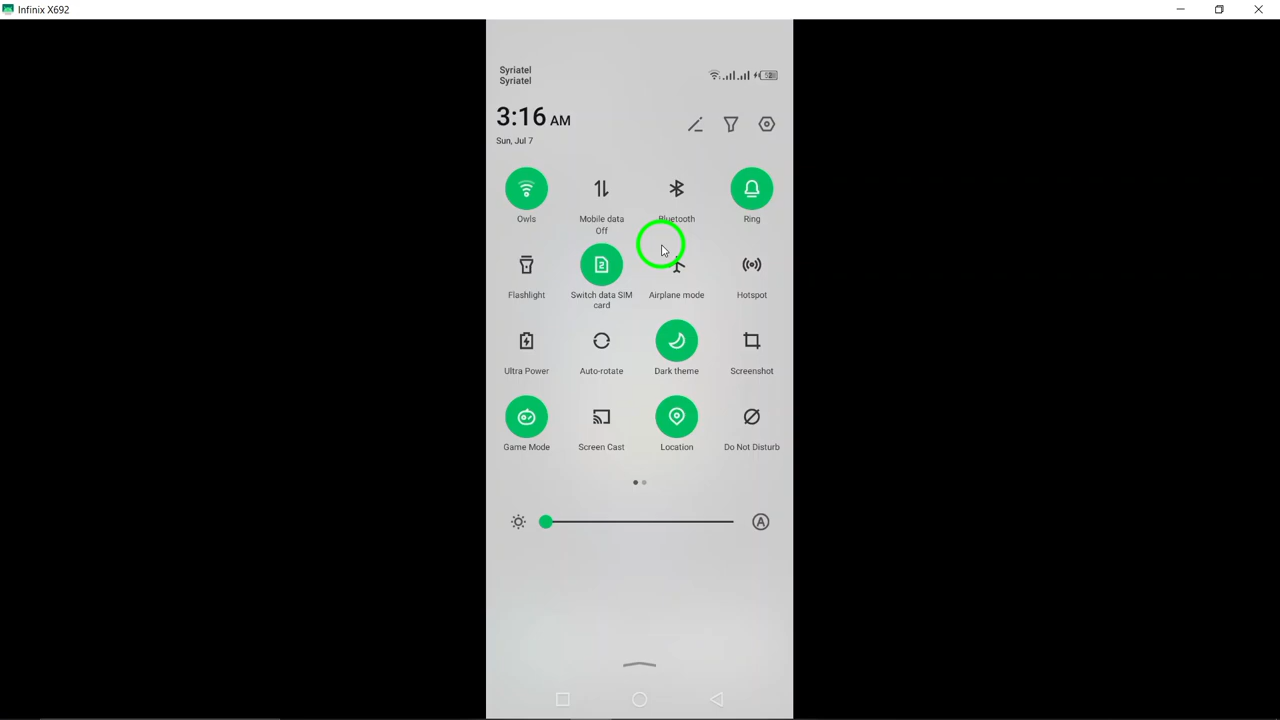 Infinix X692
Syriatel
Syriatel
3:16 AM
Sun, Jul 7
Owls
Mobile data
Off
Bluetooth
Ring
Flashlight
Switch data SIM
card
Airplane mode
Hotspot
Ultra Power
Auto-rotate
Dark theme
Screenshot
Game Mode
Screen Cast
Location
Do Not Disturb
A